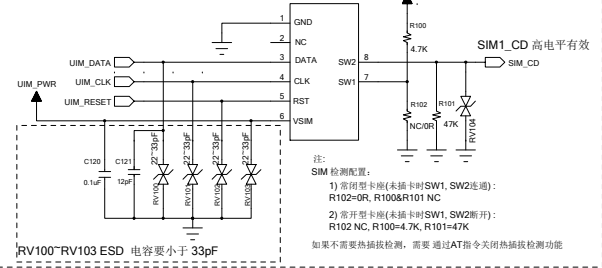 1
GND
2
NC
3
DATA
4
CLK
5
RST
6
VSIM
SW2
8
SW1
7
UIM_DATA
UIM_CLK
UIM_RESET
UIM_PWR
R100
4.7K
SIM1_CD 高电平有效
SIM_CD
R102
NC/0R
R101
47K
RV104
C120
0.1uF
C121
12pF
22~33pF
22~33pF
22~33pF
22~33pF
RV100
RV103
RV100~RV103 ESD 电容要小于 33pF
注:
SIM 检测配置:
1) 常闭型卡座(未插卡时SW1, SW2连通) :
R102=0R, R100&R101 NC
2) 常开型卡座(未插卡时SW1, SW2断开) :
R102 NC, R100=4.7K, R101=47K
如果不需要热插拔检测, 需要 通过AT指令关闭热插拔检测功能